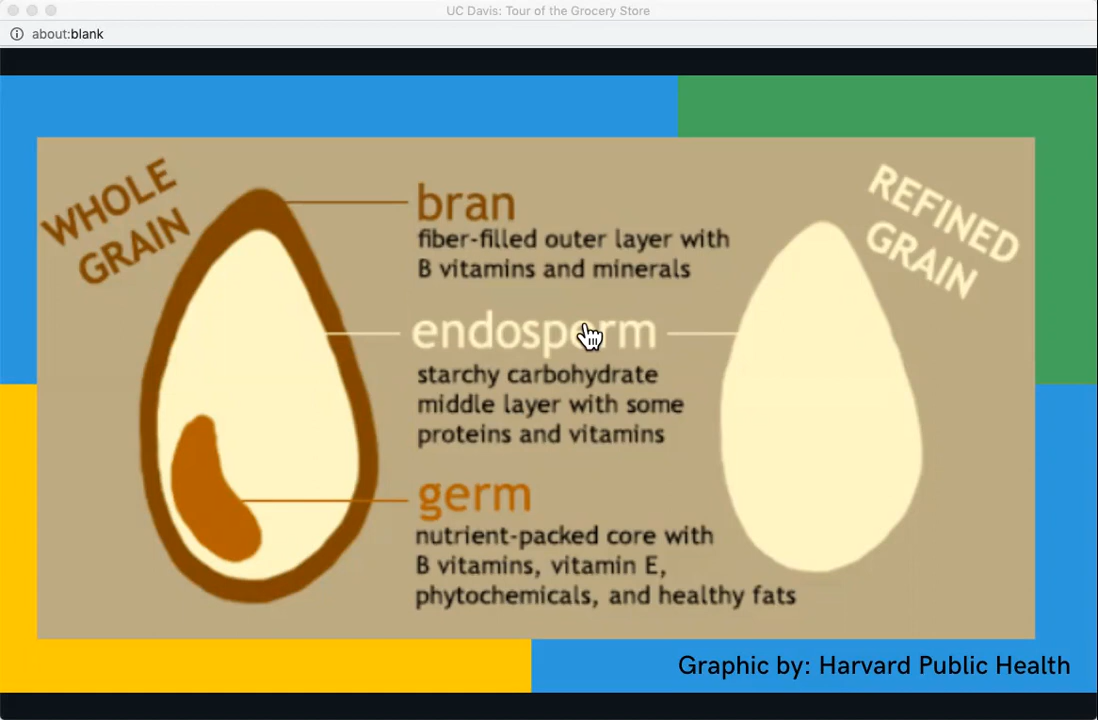 UC Davis: Tour of the Grocery Store
about:blank
WHOLE
GRAIN
bran
fiber-filled outer layer with
B vitamins and minerals
endosperm
starchy carbohydrate
middle layer with some
proteins and vitamins
germ
nutrient-packed core with
B vitamins, vitamin E,
phytochemicals, and healthy fats
REFINED
GRAIN
Graphic by: Harvard Public Health